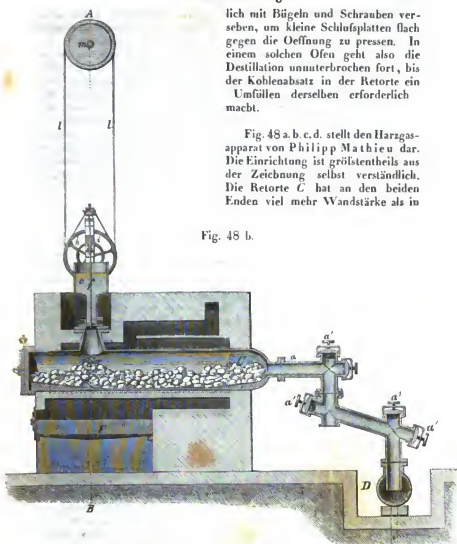 lich mit Bügeln und Schrauben ver-
sehen, um kleine Schlufsplatten flach
gegen die Oeffnung zu pressen. In
einem solchen Ofen geht also die
Destillation ununterbrochen fort, bis
der Kohlenabsatz in der Retorte ein
Umfüllen derselben erforderlich
macht.
Fig. 48 a. b. c. d. stellt den Harzgas-
apparat von Philipp Mathieu dar.
Die Einrichtung ist gröfstentheils aus
der Zeichnung selbst verständlich.
Die Retorte C hat an den beiden
Enden viel mehr Wandstärke als in
Fig. 48 b.
A
m
l
l
C
a
a'
a'
a'
a'
F
D
B